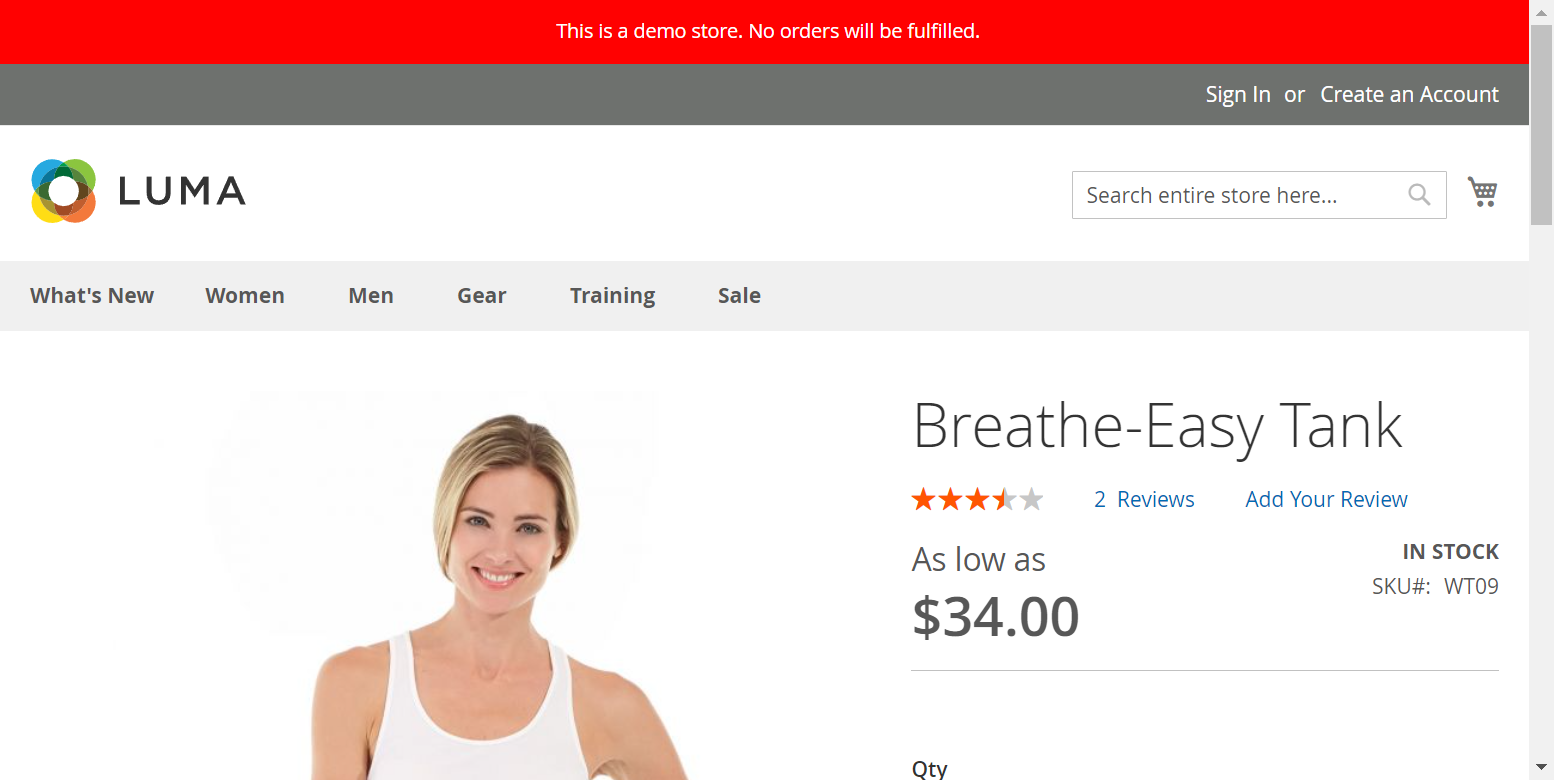 This is a demo store. No orders will be fulfilled.
Sign In or Create an Account
LUMA
Search entire store here...
What's New Women Men Gear Training Sale
Breathe-Easy Tank
2 Reviews Add Your Review
As low as
IN STOCK
$34.00
SKU#: WT09
Qty